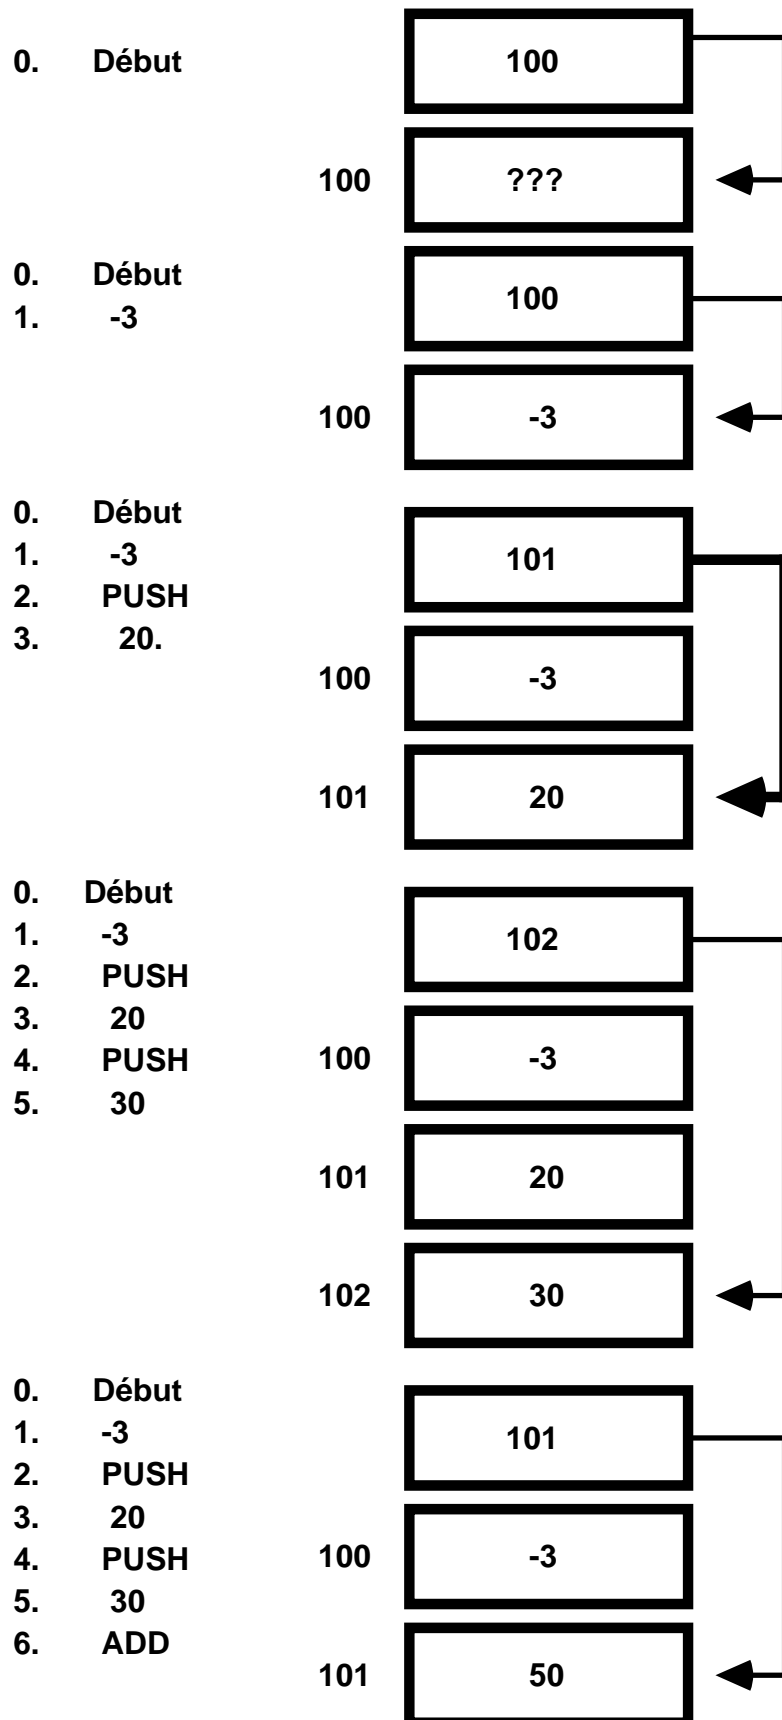 0. Début 100
100 ???
0. Début
100
1. -3
100 -3
0. Début
1. -3 101
2. PUSH
3. 20.
100 -3
101 20
0. Début
1. -3 102
2. PUSH
3. 20
4. PUSH 100 -3
5. 30
101 20
102 30
0. Début
1. -3 101
2. PUSH
3. 20
4. PUSH 100 -3
5. 30
6. ADD
101 50